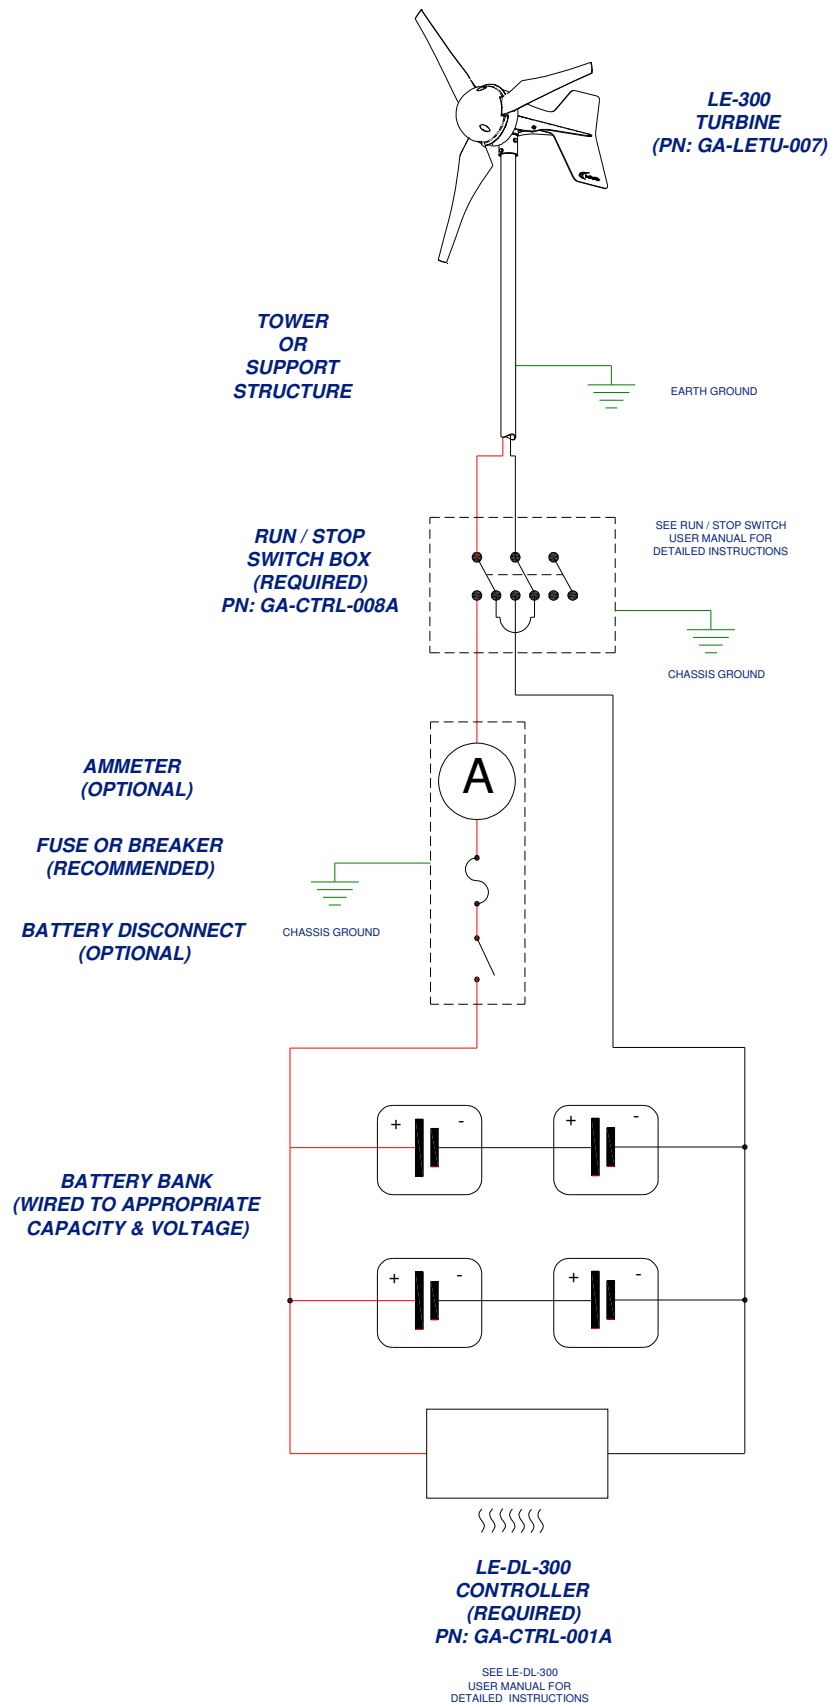 LE-300
TURBINE
(PN: GA-LETU-007)
TOWER
OR
SUPPORT
STRUCTURE
EARTH GROUND
RUN / STOP
SWITCH BOX
(REQUIRED)
PN: GA-CTRL-008A
SEE RUN / STOP SWITCH
USER MANUAL FOR
DETAILED INSTRUCTIONS
CHASSIS GROUND
AMMETER
(OPTIONAL)
A
FUSE OR BREAKER
(RECOMMENDED)
BATTERY DISCONNECT
(OPTIONAL)
CHASSIS GROUND
+ - + -
BATTERY BANK
(WIRED TO APPROPRIATE
CAPACITY & VOLTAGE)
+ - + -
LE-DL-300
CONTROLLER
(REQUIRED)
PN: GA-CTRL-001A
SEE LE-DL-300
USER MANUAL FOR
DETAILED INSTRUCTIONS